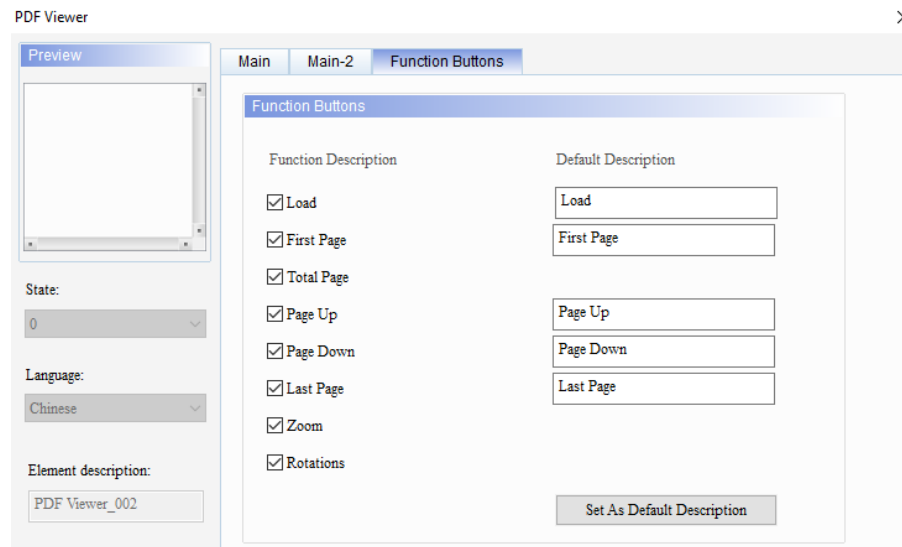 PDF Viewer
Preview
Main Main-2 Function Buttons
Function Buttons
Function Description Default Description
Load Load
First Page First Page
Total Page
Page Up Page Up
Page Down Page Down
Last Page Last Page
Zoom
Rotations
Set As Default Description
State:
0
Language:
Chinese
Element description:
PDF Viewer_002